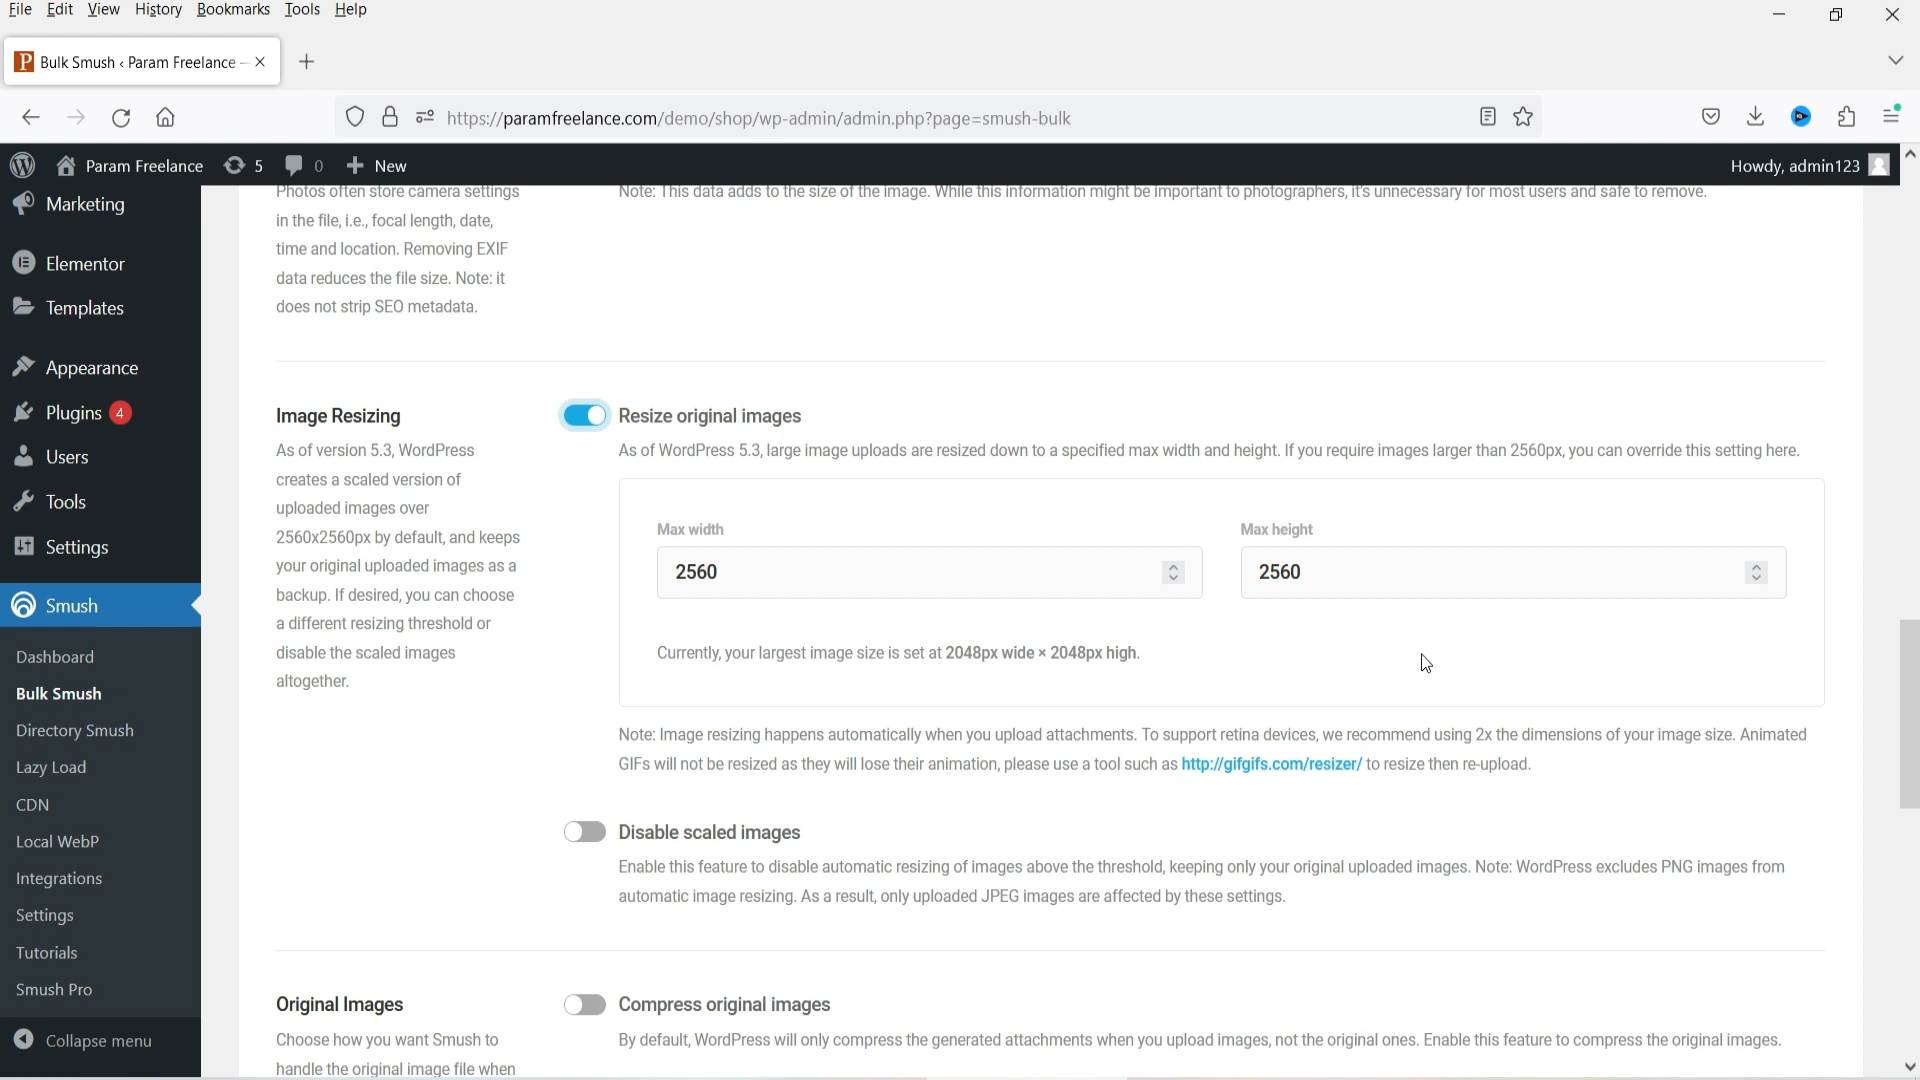 File Edit View History Bookmarks Tools Help
Bulk Smush ‹ Param Freelance —
https://paramfreelance.com/demo/shop/wp-admin/admin.php?page=smush-bulk
Param Freelance 5 0 New
Howdy, admin123
Marketing
Elementor
Templates
Appearance
Plugins 4
Users
Tools
Settings
Smush
Dashboard
Bulk Smush
Directory Smush
Lazy Load
CDN
Local WebP
Integrations
Settings
Tutorials
Smush Pro
Collapse menu
Photos often store camera settings
in the file, i.e., focal length, date,
time and location. Removing EXIF
data reduces the file size. Note: it
does not strip SEO metadata.
Note: This data adds to the size of the image. While this information might be important to photographers, it's unnecessary for most users and safe to remove.
Image Resizing
As of version 5.3, WordPress
creates a scaled version of
uploaded images over
2560x2560px by default, and keeps
your original uploaded images as a
backup. If desired, you can choose
a different resizing threshold or
disable the scaled images
altogether.
Resize original images
As of WordPress 5.3, large image uploads are resized down to a specified max width and height. If you require images larger than 2560px, you can override this setting here.
Max width
2560
Max height
2560
Currently, your largest image size is set at 2048px wide × 2048px high.
Note: Image resizing happens automatically when you upload attachments. To support retina devices, we recommend using 2x the dimensions of your image size. Animated
GIFs will not be resized as they will lose their animation, please use a tool such as http://gifgifs.com/resizer/ to resize then re-upload.
Disable scaled images
Enable this feature to disable automatic resizing of images above the threshold, keeping only your original uploaded images. Note: WordPress excludes PNG images from
automatic image resizing. As a result, only uploaded JPEG images are affected by these settings.
Original Images
Choose how you want Smush to
handle the original image file when
Compress original images
By default, WordPress will only compress the generated attachments when you upload images, not the original ones. Enable this feature to compress the original images.